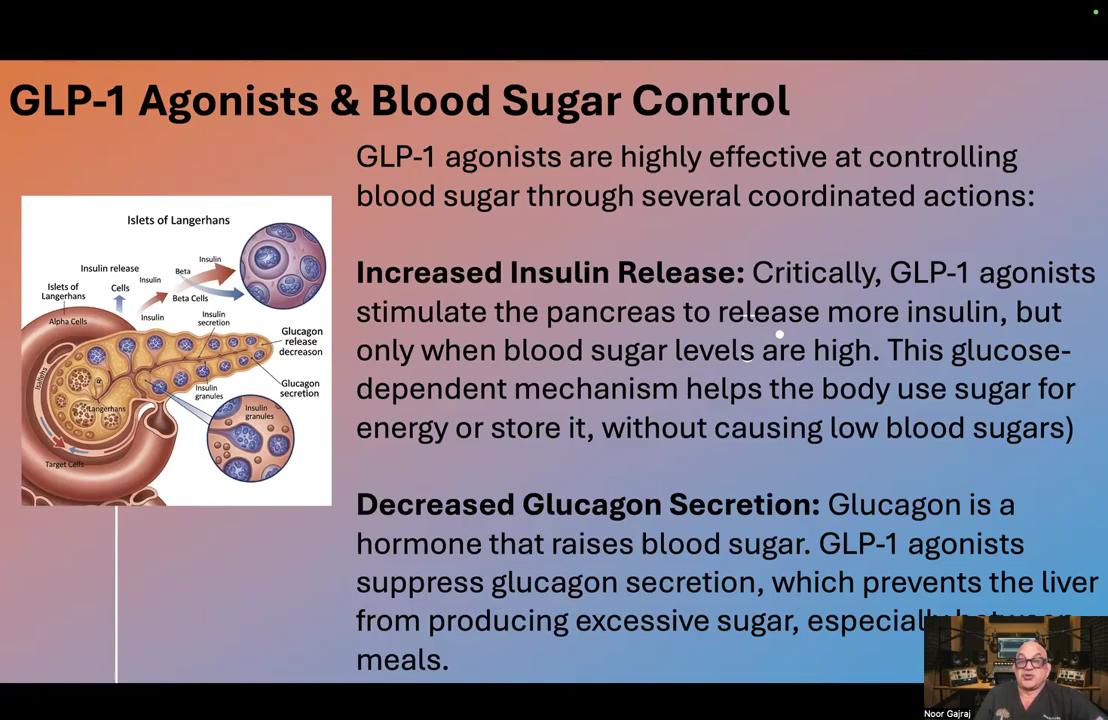 GLP-1 Agonists & Blood Sugar Control
GLP-1 agonists are highly effective at controlling
blood sugar through several coordinated actions:
Increased Insulin Release: Critically, GLP-1 agonists
stimulate the pancreas to release more insulin, but
only when blood sugar levels are high. This glucose-
dependent mechanism helps the body use sugar for
energy or store it, without causing low blood sugars)
Decreased Glucagon Secretion: Glucagon is a
hormone that raises blood sugar. GLP-1 agonists
suppress glucagon secretion, which prevents the liver
from producing excessive sugar, especially between
meals.
Islets of Langerhans
Insulin release
Cells
Insulin
Beta
Insulin
Beta Cells
Islets of
Langerhans
Alpha Cells
Insulin
Insulin
secretion
Glucagon
release
decreason
Glucagon
secretion
Insulin
granules
Langerhans
Insulin
granules
Target Cells
Noor Gajraj